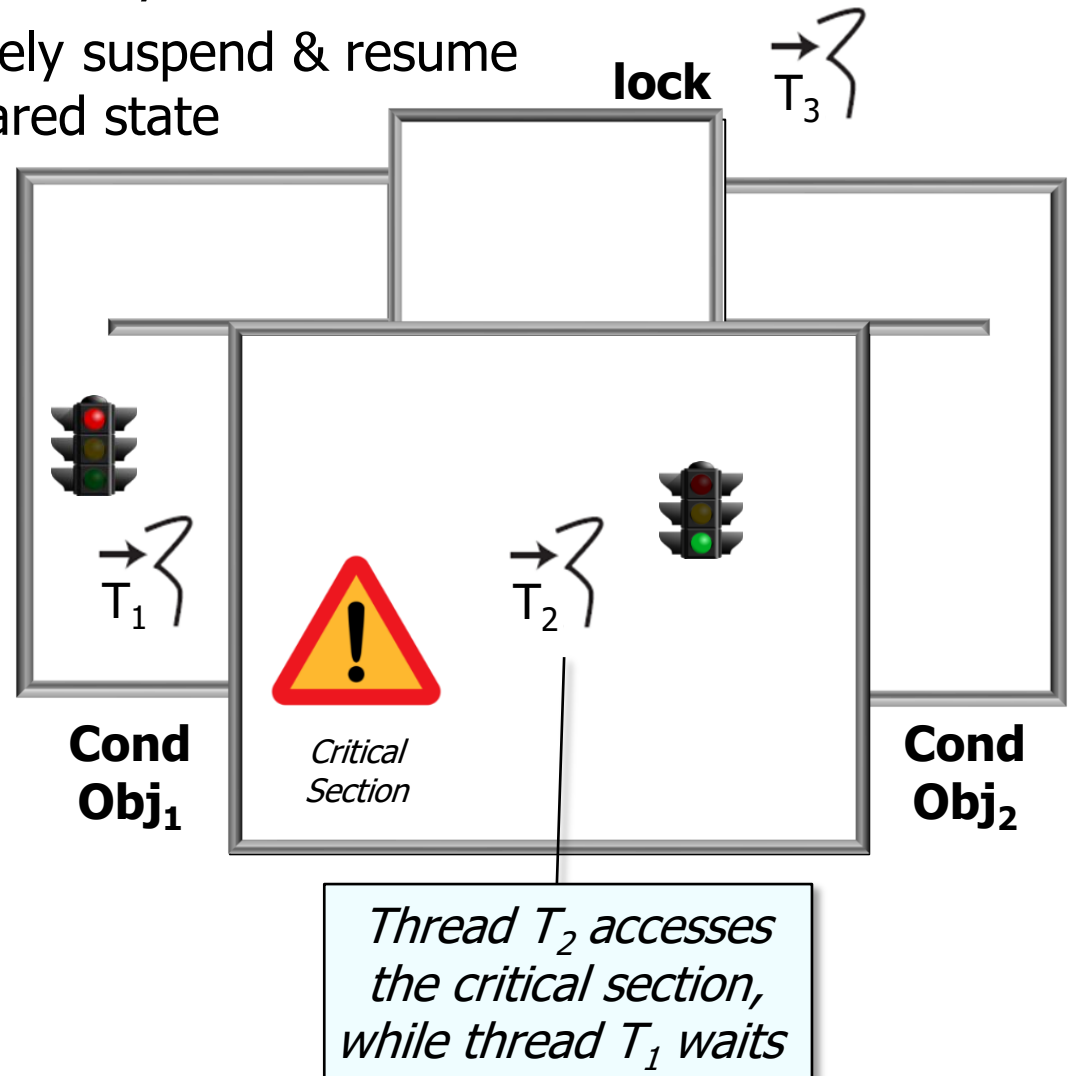 ely suspend & resume
ared state
lock
T3
T1
T2
Critical
Section
Cond
Obj1
Cond
Obj2
Thread T2 accesses
the critical section,
while thread T1 waits